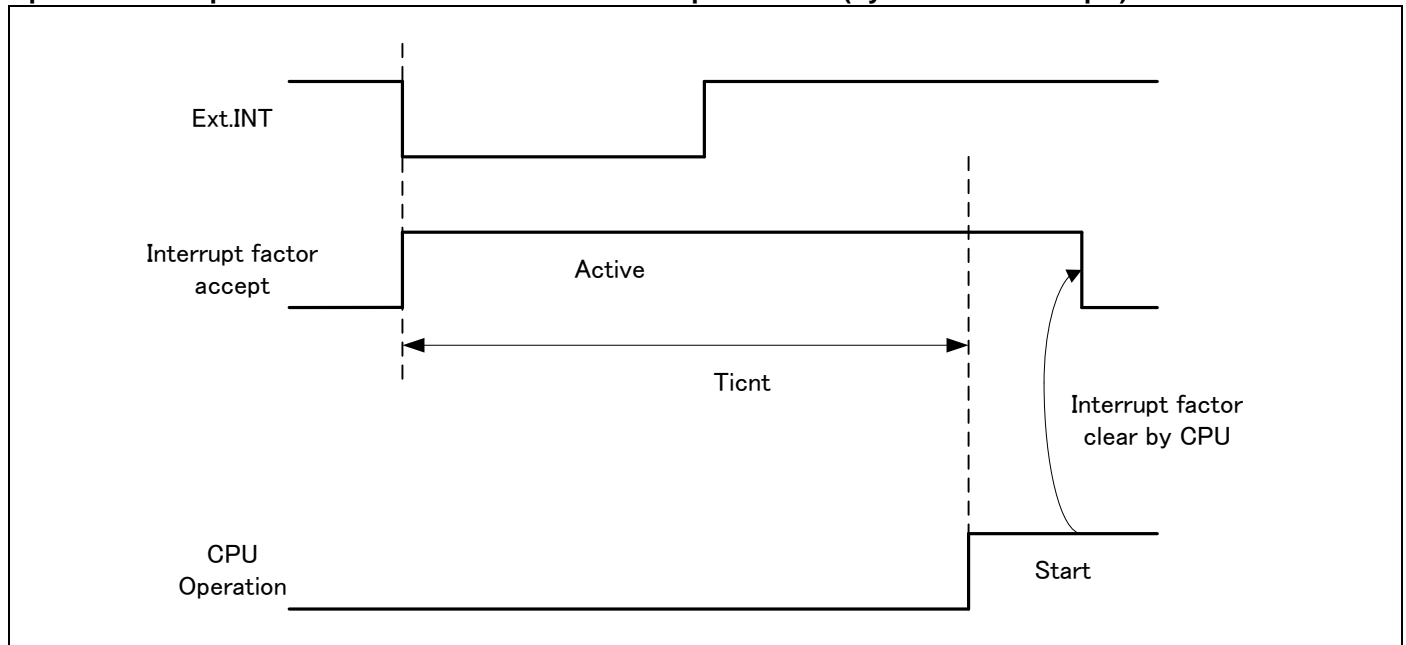 Ext.INT
Interrupt factor
accept
Active
Ticnt
Interrupt factor
clear by CPU
CPU
Operation
Start